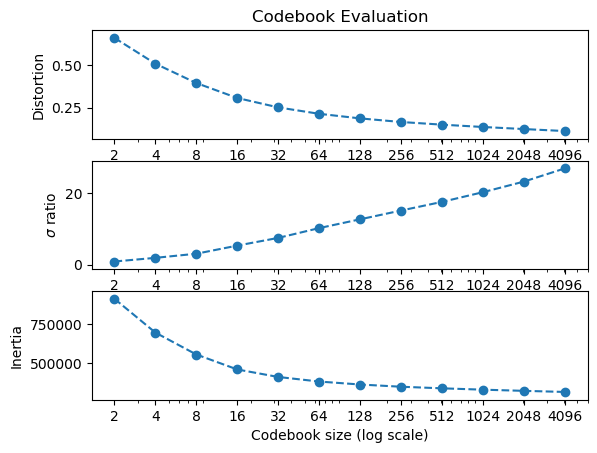 Codebook Evaluation
Distortion
0.50
0.25
2 4 8 16 32 64 128 256 512 1024 2048 4096
σ ratio
20
0
2 4 8 16 32 64 128 256 512 1024 2048 4096
Inertia
750000
500000
2 4 8 16 32 64 128 256 512 1024 2048 4096
Codebook size (log scale)